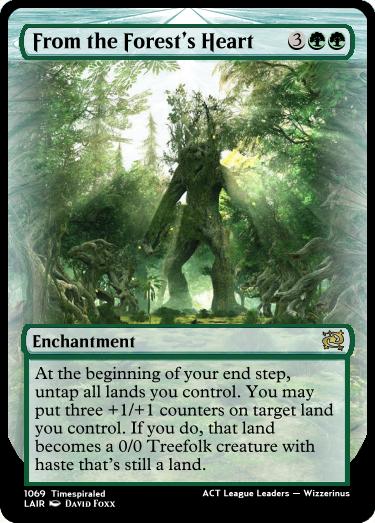 From the Forest's Heart 3
Enchantment
At the beginning of your end step,
untap all lands you control. You may
put three +1/+1 counters on target land
you control. If you do, that land
becomes a 0/0 Treefolk creature with
haste that's still a land.
1069 Timespiraled ACT League Leaders — Wizzerinus
LAIR David Foxx